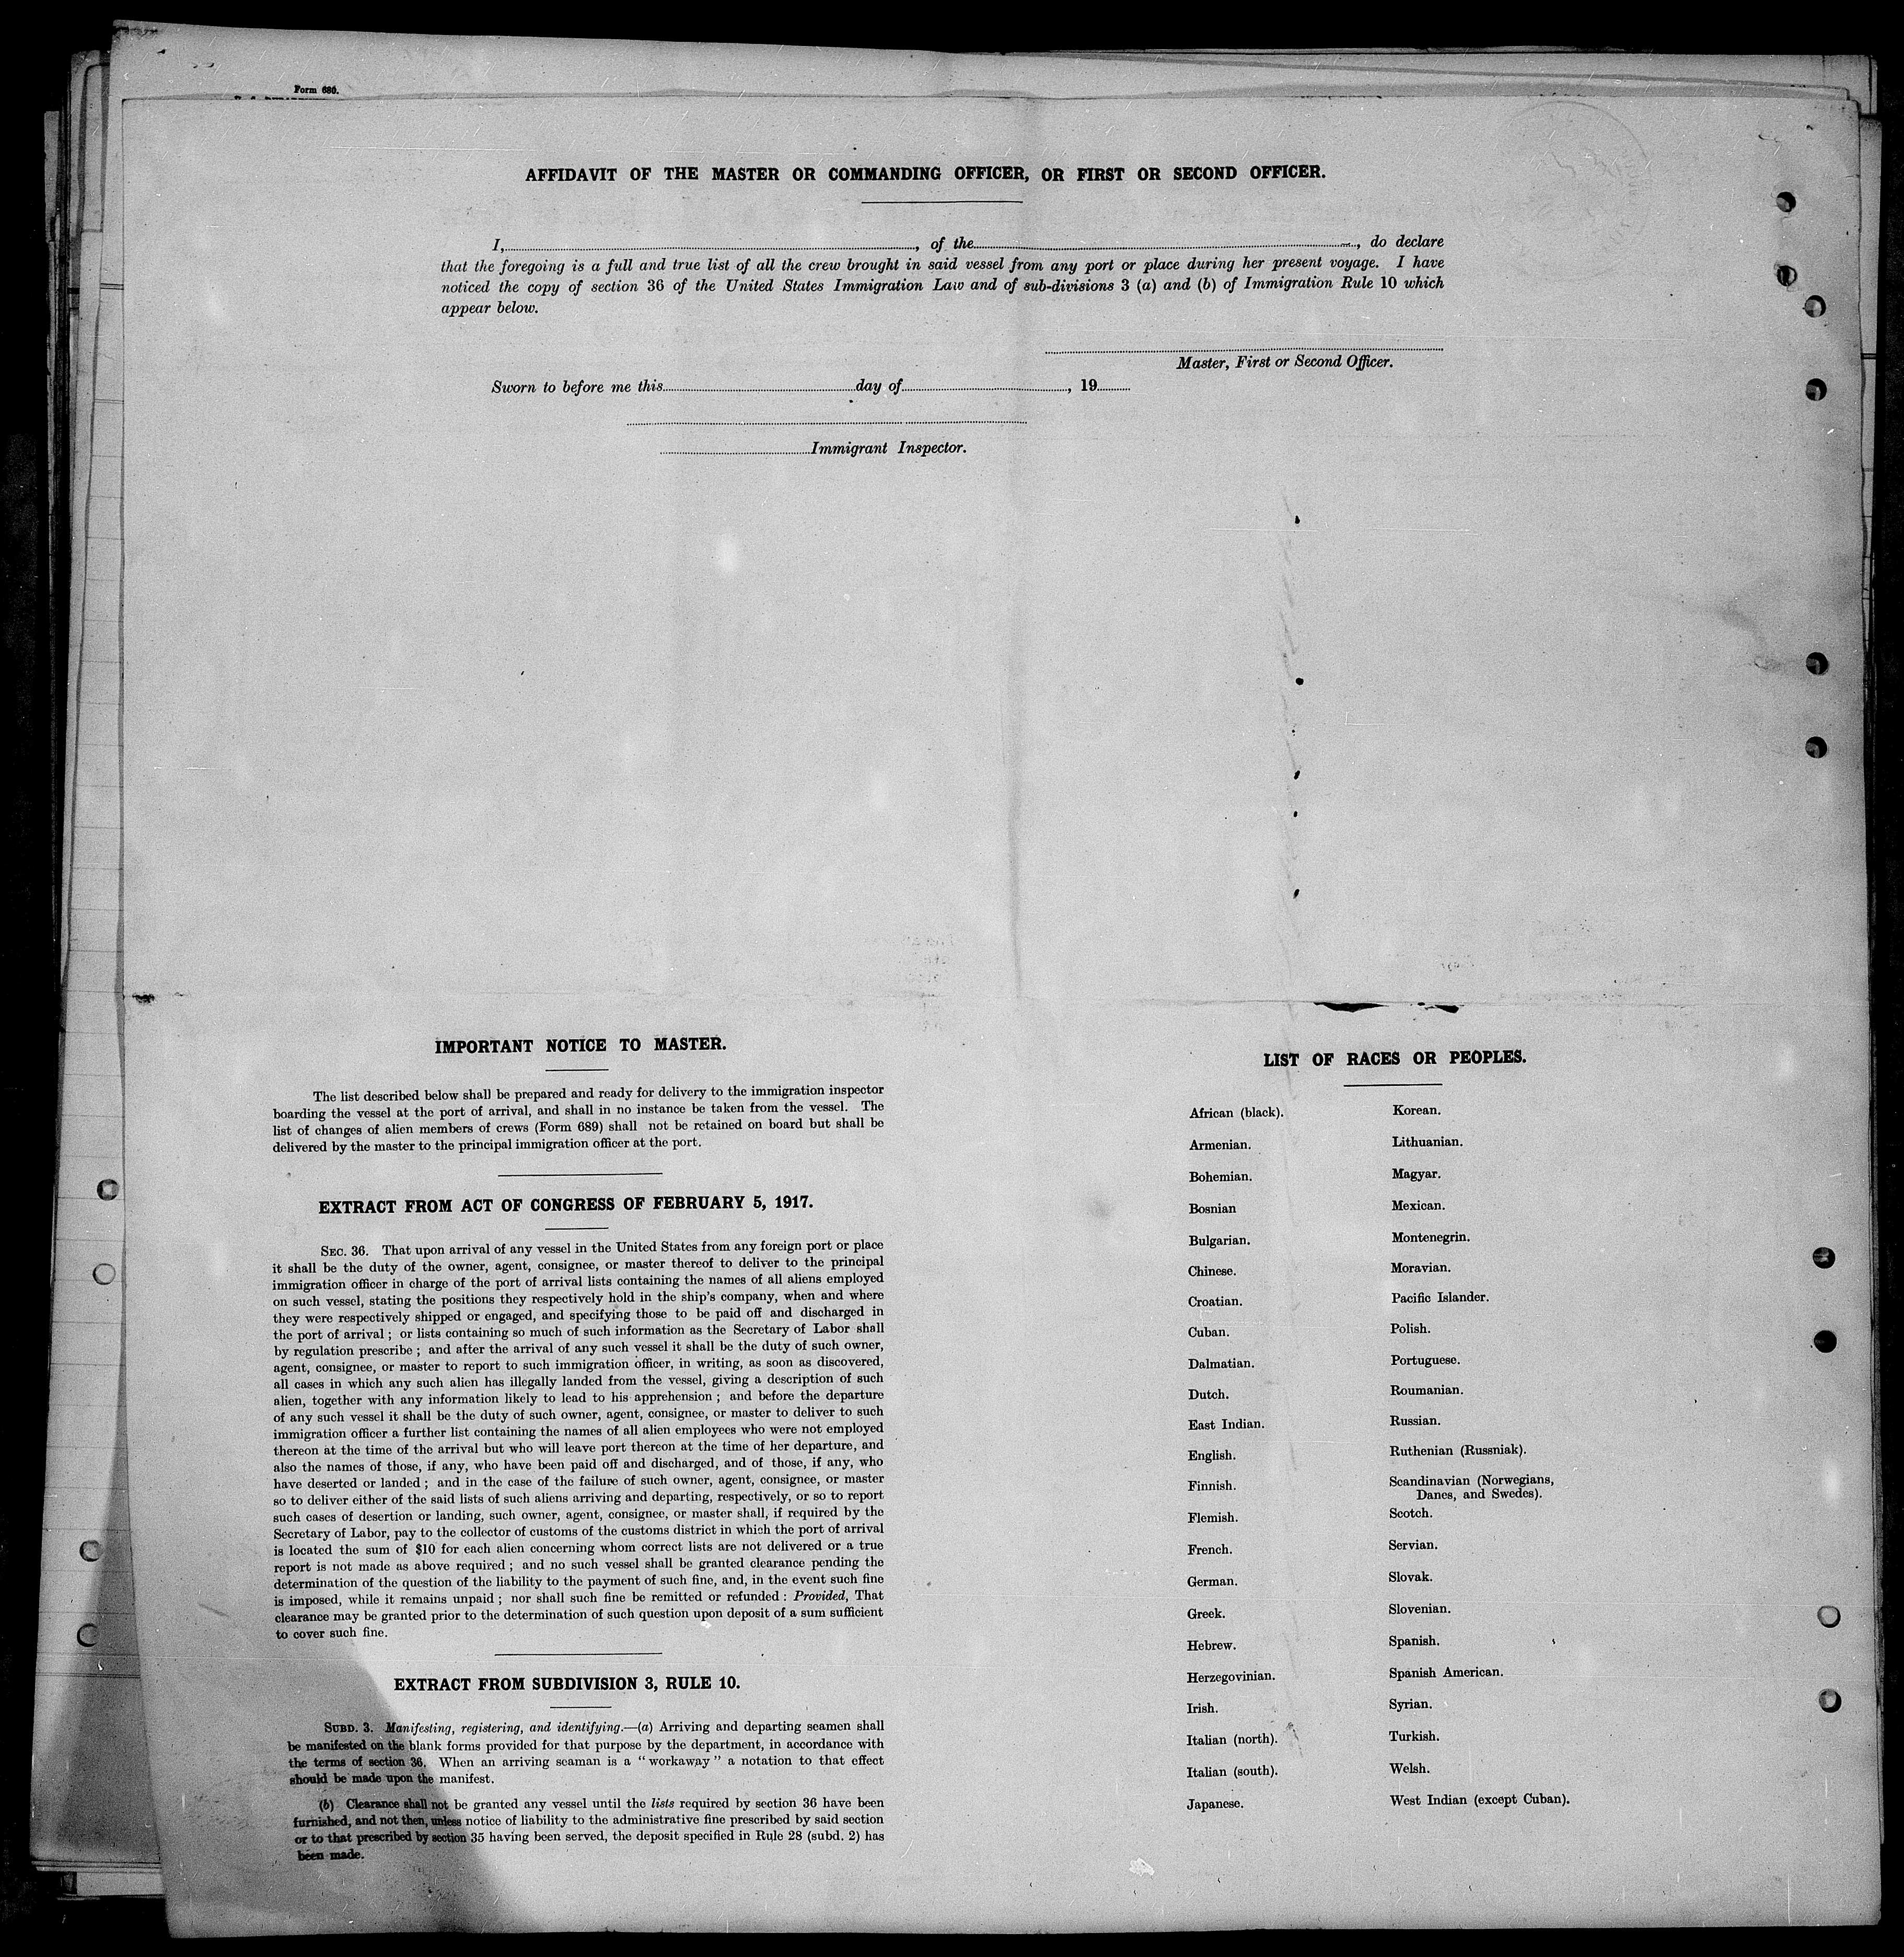 Form 689.
AFFIDAVIT OF THE MASTER OR COMMANDING OFFICER, OR FIRST OR SECOND OFFICER.
I, , of the , do declare
that the foregoing is a full and true list of all the crew brought in said vessel from any port or place during her present voyage. I have
noticed the copy of section 36 of the United States Immigration Law and of sub-divisions 3 (a) and (b) of Immigration Rule 10 which
appear below.
Master, First or Second Officer.
Sworn to before me this day of , 19
Immigrant Inspector.
IMPORTANT NOTICE TO MASTER.
The list described below shall be prepared and ready for delivery to the immigration inspector
boarding the vessel at the port of arrival, and shall in no instance be taken from the vessel. The
list of changes of alien members of crews (Form 689) shall not be retained on board but shall be
delivered by the master to the principal immigration officer at the port.
EXTRACT FROM ACT OF CONGRESS OF FEBRUARY 5, 1917.
SEC. 36. That upon arrival of any vessel in the United States from any foreign port or place
it shall be the duty of the owner, agent, consignee, or master thereof to deliver to the principal
immigration officer in charge of the port of arrival lists containing the names of all aliens employed
on such vessel, stating the positions they respectively hold in the ship's company, when and where
they were respectively shipped or engaged, and specifying those to be paid off and discharged in
the port of arrival; or lists containing so much of such information as the Secretary of Labor shall
by regulation prescribe; and after the arrival of any such vessel it shall be the duty of such owner,
agent, consignee, or master to report to such immigration officer, in writing, as soon as discovered,
all cases in which any such alien has illegally landed from the vessel, giving a description of such
alien, together with any information likely to lead to his apprehension; and before the departure
of any such vessel it shall be the duty of such owner, agent, consignee, or master to deliver to such
immigration officer a further list containing the names of all alien employees who were not employed
thereon at the time of the arrival but who will leave port thereon at the time of her departure, and
also the names of those, if any, who have been paid off and discharged, and of those, if any, who
have deserted or landed; and in the case of the failure of such owner, agent, consignee, or master
so to deliver either of the said lists of such aliens arriving and departing, respectively, or so to report
such cases of desertion or landing, such owner, agent, consignee, or master shall, if required by the
Secretary of Labor, pay to the collector of customs of the customs district in which the port of arrival
is located the sum of $10 for each alien concerning whom correct lists are not delivered or a true
report is not made as above required; and no such vessel shall be granted clearance pending the
determination of the question of the liability to the payment of such fine, and, in the event such fine
is imposed, while it remains unpaid; nor shall such fine be remitted or refunded: Provided, That
clearance may be granted prior to the determination of such question upon deposit of a sum sufficient
to cover such fine.
EXTRACT FROM SUBDIVISION 3, RULE 10.
SUBD. 3. Manifesting, registering, and identifying.—(a) Arriving and departing seamen shall
be manifested on the blank forms provided for that purpose by the department, in accordance with
the terms of section 36. When an arriving seaman is a "workaway" a notation to that effect
should be made upon the manifest.
(b) Clearance shall not be granted any vessel until the lists required by section 36 have been
furnished, and not then, unless notice of liability to the administrative fine prescribed by said section
or to that prescribed by section 35 having been served, the deposit specified in Rule 28 (subd. 2) has
been made.
LIST OF RACES OR PEOPLES.
African (black).
Armenian.
Bohemian.
Bosnian
Bulgarian.
Chinese.
Croatian.
Cuban.
Dalmatian.
Dutch.
East Indian.
English.
Finnish.
Flemish.
French.
German.
Greek.
Hebrew.
Herzegovinian.
Irish.
Italian (north).
Italian (south).
Japanese.
Korean.
Lithuanian.
Magyar.
Mexican.
Montenegrin.
Moravian.
Pacific Islander.
Polish.
Portuguese.
Roumanian.
Russian.
Ruthenian (Russniak).
Scandinavian (Norwegians,
Danes, and Swedes).
Scotch.
Servian.
Slovak.
Slovenian.
Spanish.
Spanish American.
Syrian.
Turkish.
Welsh.
West Indian (except Cuban).